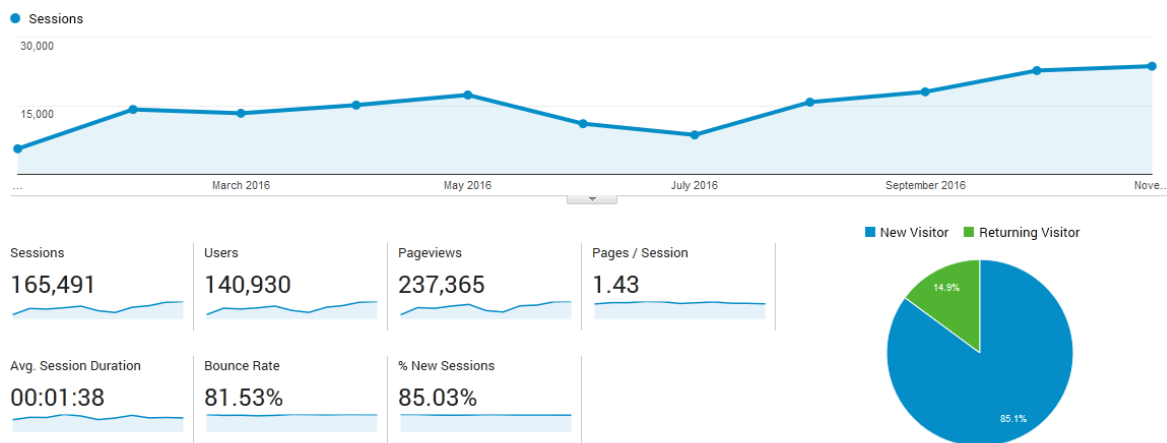 Sessions
30,000
15,000
... March 2016 May 2016 July 2016 September 2016 Nove...
New Visitor Returning Visitor
Sessions Users Pageviews Pages / Session
165,491 140,930 237,365 1.43
14.9%
Avg. Session Duration Bounce Rate % New Sessions
00:01:38 81.53% 85.03%
85.1%